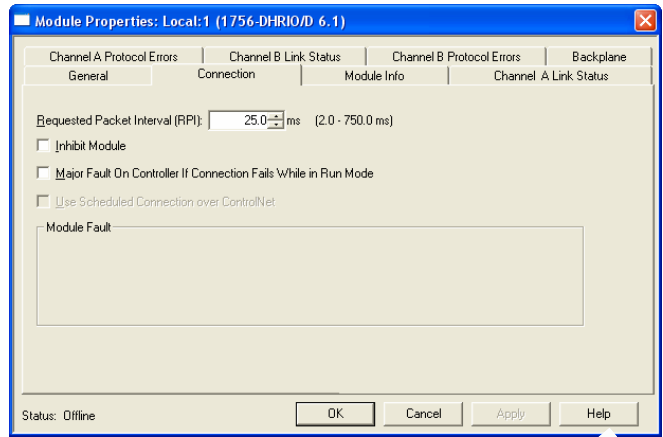 Module Properties: Local:1 (1756-DHRIO/D 6.1)
Channel A Protocol Errors Channel B Link Status Channel B Protocol Errors Backplane
General Connection Module Info Channel A Link Status
Requested Packet Interval (RPI): 25.0 ms (2.0 - 750.0 ms)
Inhibit Module
Major Fault On Controller If Connection Fails While in Run Mode
Use Scheduled Connection over ControlNet
Module Fault
Status: Offline OK Cancel Apply Help